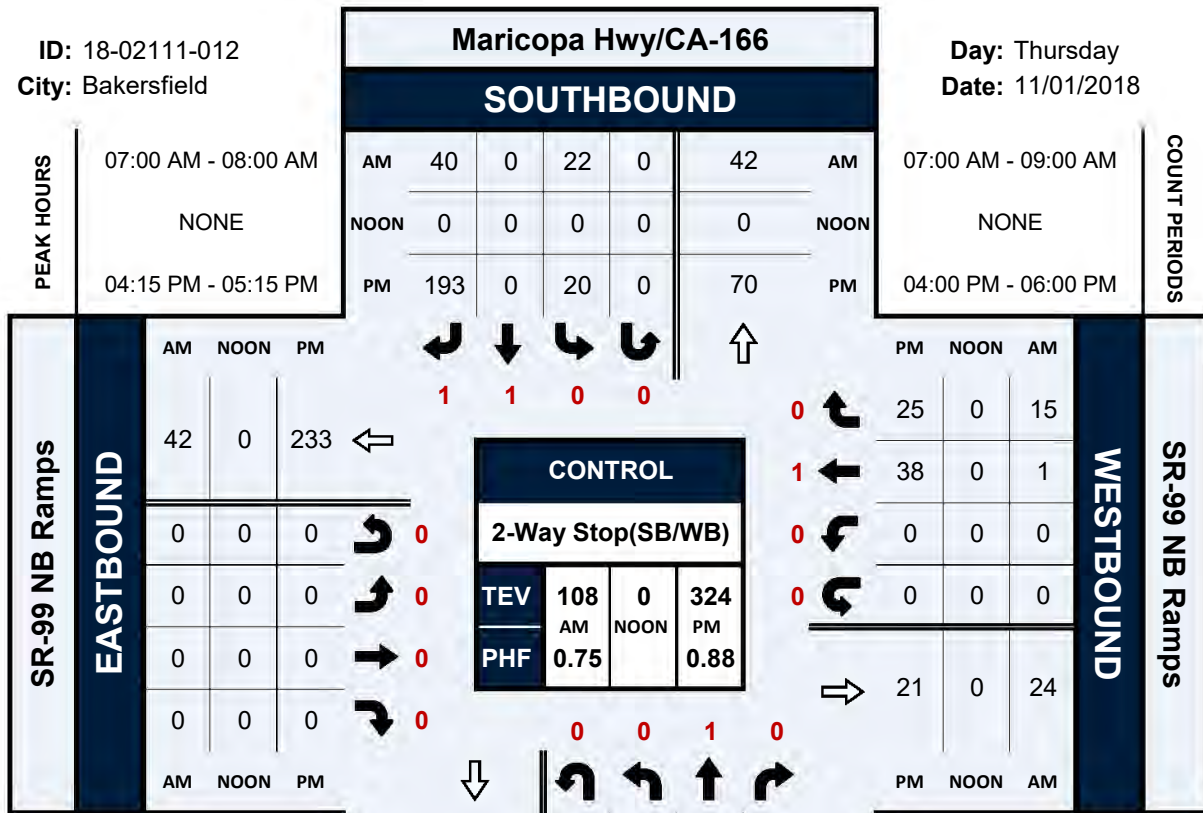 ID: 18-02111-012
City: Bakersfield
Maricopa Hwy/CA-166
SOUTHBOUND
Day: Thursday
Date: 11/01/2018
PEAK HOURS
07:00 AM - 08:00 AM
NONE
04:15 PM - 05:15 PM
AM 40 0 22 0 42 AM
NOON 0 0 0 0 0 NOON
PM 193 0 20 0 70 PM
1 1 0 0
07:00 AM - 09:00 AM
NONE
04:00 PM - 06:00 PM
COUNT PERIODS
SR-99 NB Ramps
EASTBOUND
AM NOON PM
42 0 233
0 0 0 0
0 0 0 0
0 0 0 0
0 0 0 0
AM NOON PM
CONTROL
2-Way Stop(SB/WB)
TEV 108 0 324
AM NOON PM
PHF 0.75 0.88
PM NOON AM
0 25 0 15
1 38 0 1
0 0 0 0
0 0 0 0
21 0 24
PM NOON AM
WESTBOUND
SR-99 NB Ramps
0 0 1 0